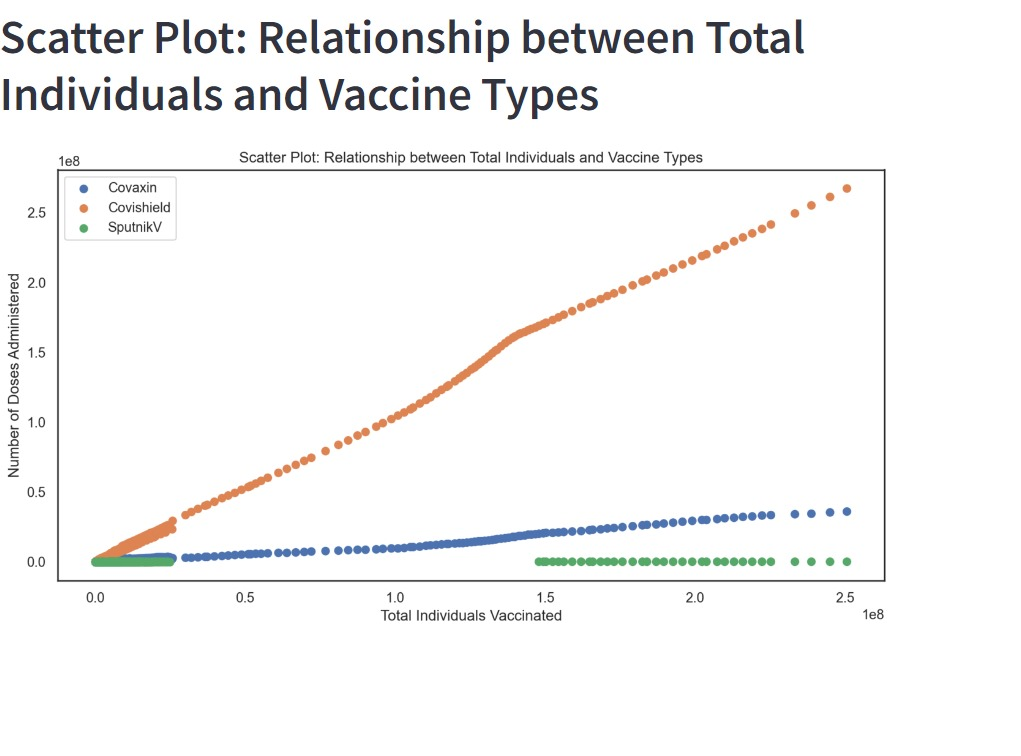 Scatter Plot: Relationship between Total
Individuals and Vaccine Types
Scatter Plot: Relationship between Total Individuals and Vaccine Types
1e8
Covaxin
Covishield
SputnikV
2.5
2.0
1.5
1.0
0.5
0.0
Number of Doses Administered
0.0 0.5 1.0 1.5 2.0 2.5
Total Individuals Vaccinated
1e8